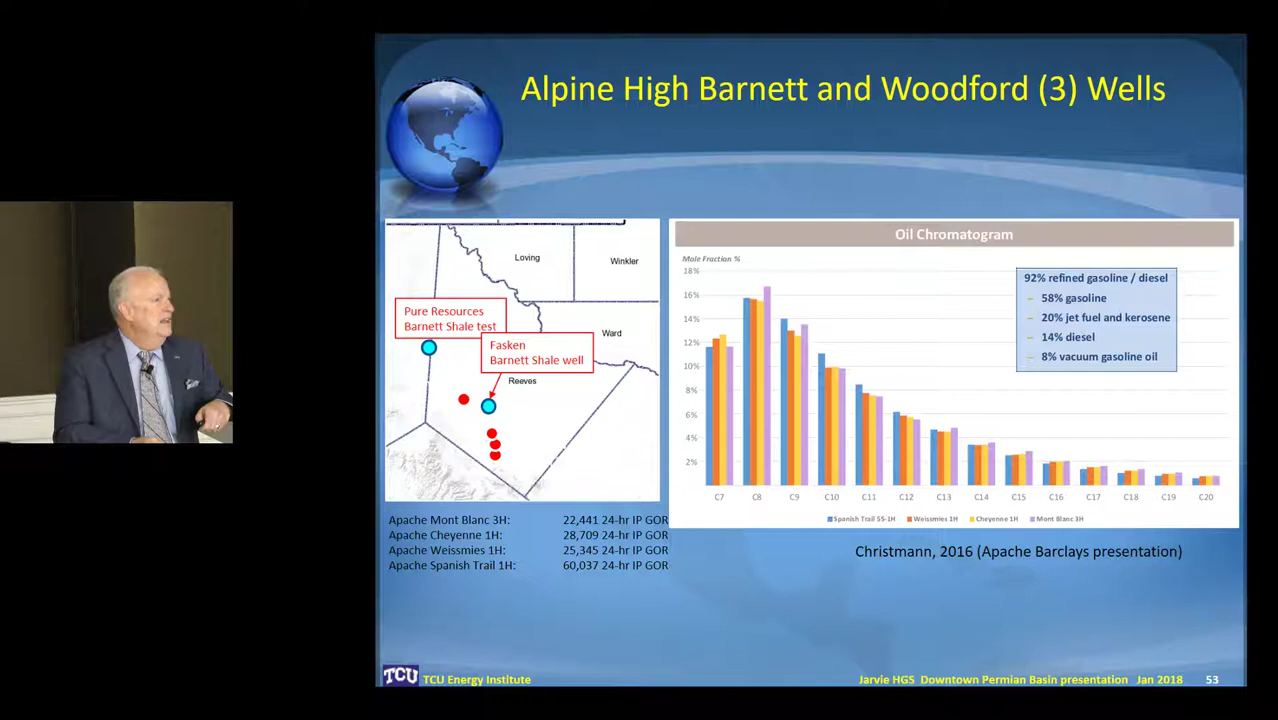 Alpine High Barnett and Woodford (3) Wells
Loving
Winkler
Pure Resources
Barnett Shale test
Ward
Fasken
Barnett Shale well
Reeves
Apache Mont Blanc 3H: 22,441 24-hr IP GOR
Apache Cheyenne 1H: 28,709 24-hr IP GOR
Apache Weissmies 1H: 25,345 24-hr IP GOR
Apache Spanish Trail 1H: 60,037 24-hr IP GOR
Oil Chromatogram
Mole Fraction %
18%
16%
14%
12%
10%
8%
6%
4%
2%
92% refined gasoline / diesel
– 58% gasoline
– 20% jet fuel and kerosene
– 14% diesel
– 8% vacuum gasoline oil
C7 C8 C9 C10 C11 C12 C13 C14 C15 C16 C17 C18 C19 C20
Spanish Trail 55-1H Weissmies 1H Cheyenne 1H Mont Blanc 3H
Christmann, 2016 (Apache Barclays presentation)
TCU TCU Energy Institute
Jarvie HGS Downtown Permian Basin presentation Jan 2018 53